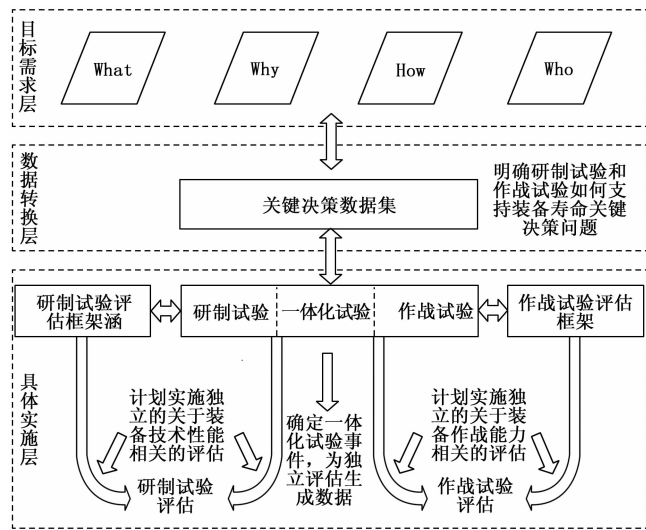 目标需求层
What
Why
How
Who
数据转换层
关键决策数据集
明确研制试验和
作战试验如何支
持装备寿命关键
决策问题
具体实施层
研制试验评
估框架涵
研制试验
一体化试验
作战试验
作战试验评估
框架
计划实施独
立的关于装
备技术性能
相关的评估
确定一体
化试验事
件，为独
立评估生
成数据
计划实施独
立的关于装
备作战能力
相关的评估
研制试验
评估
作战试验
评估